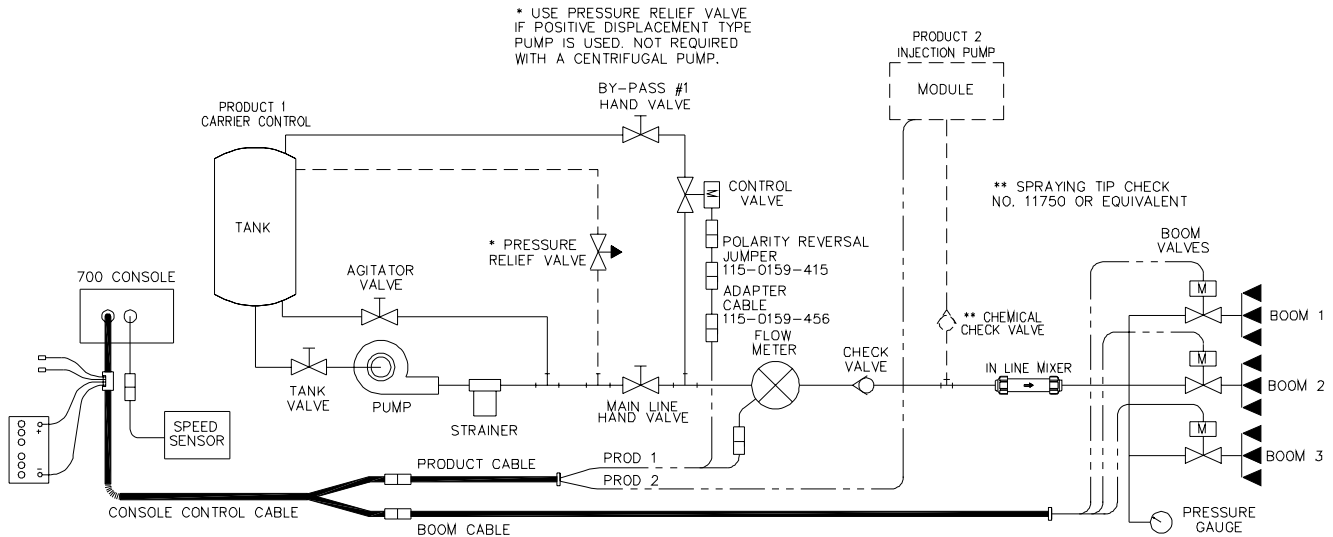 * USE PRESSURE RELIEF VALVE
IF POSITIVE DISPLACEMENT TYPE
PUMP IS USED. NOT REQUIRED
WITH A CENTRIFUGAL PUMP.
PRODUCT 2
INJECTION PUMP
MODULE
BY-PASS #1
HAND VALVE
PRODUCT 1
CARRIER CONTROL
TANK
M
CONTROL
VALVE
** SPRAYING TIP CHECK
NO. 11750 OR EQUIVALENT
* PRESSURE
RELIEF VALVE
POLARITY REVERSAL
JUMPER
115-0159-415
ADAPTER
CABLE
115-0159-456
BOOM
VALVES
700 CONSOLE
AGITATOR
VALVE
M
BOOM 1
** CHEMICAL
CHECK VALVE
FLOW
METER
CHECK
VALVE
IN LINE MIXER
M
BOOM 2
TANK
VALVE
PUMP
STRAINER
MAIN LINE
HAND VALVE
SPEED
SENSOR
+
-
M
BOOM 3
PRODUCT CABLE
PROD 1
PROD 2
CONSOLE CONTROL CABLE
BOOM CABLE
PRESSURE
GAUGE